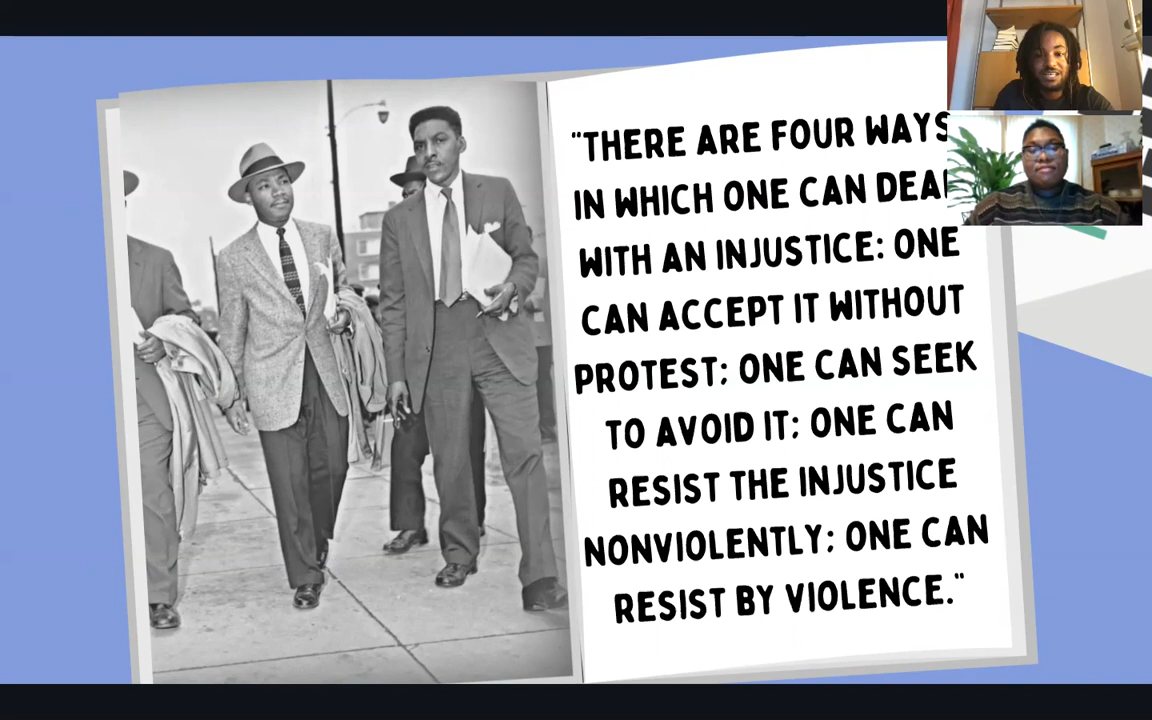 "THERE ARE FOUR WAYS
IN WHICH ONE CAN DEAL
WITH AN INJUSTICE: ONE
CAN ACCEPT IT WITHOUT
PROTEST; ONE CAN SEEK
TO AVOID IT; ONE CAN
RESIST THE INJUSTICE
NONVIOLENTLY; ONE CAN
RESIST BY VIOLENCE."